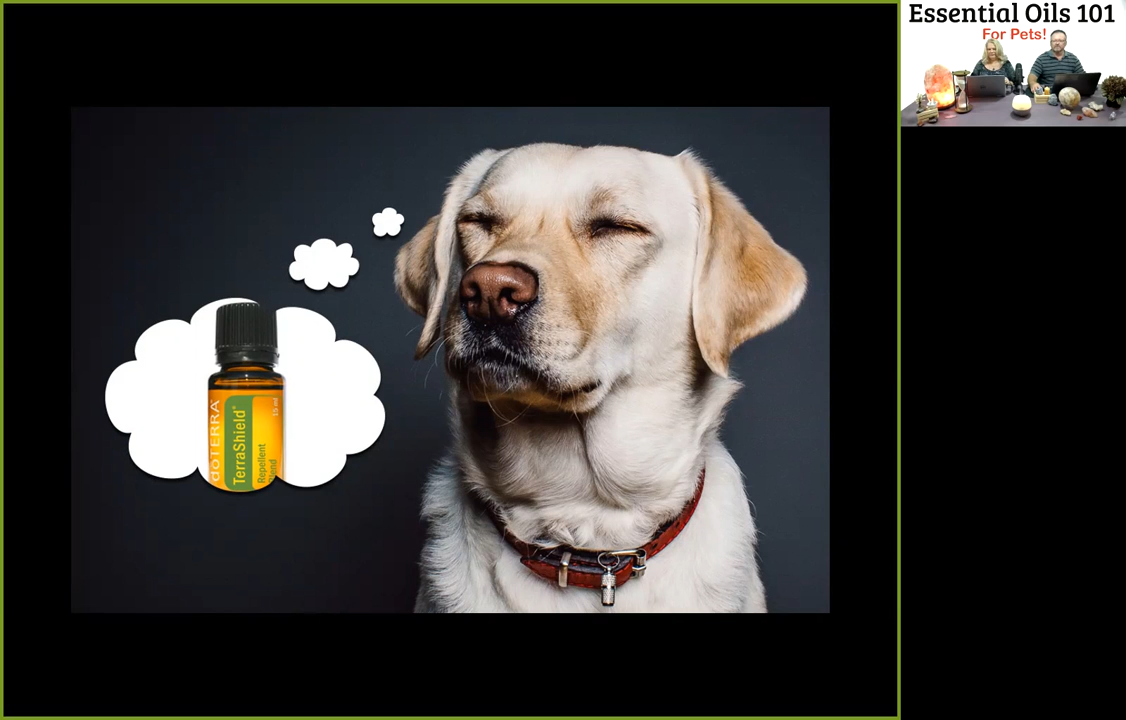 Essential Oils 101
For Pets!
dōTERRA
TerraShield®
Repellent
Blend
15 ml